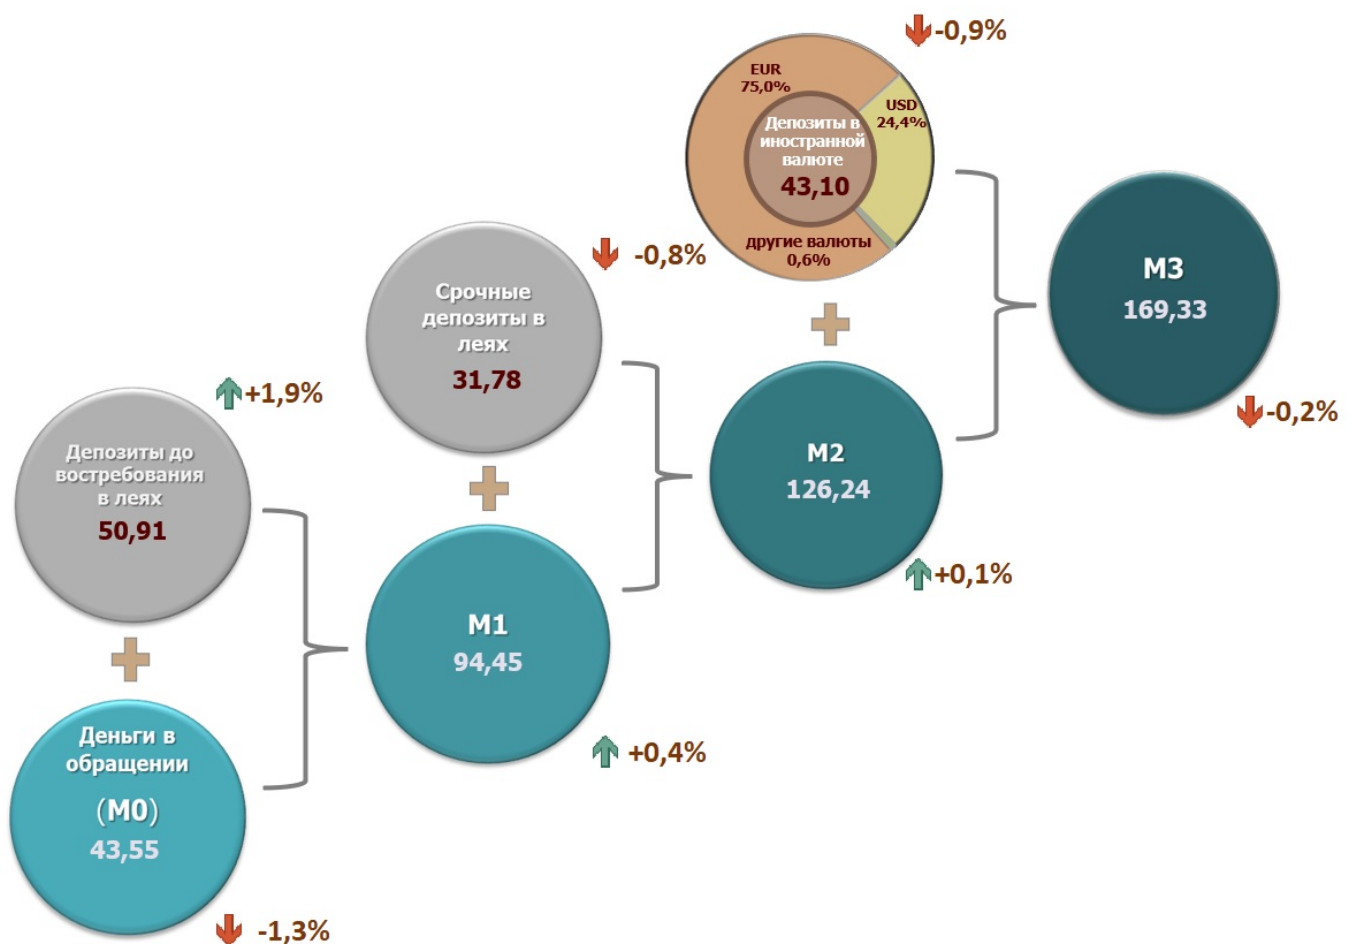 -0,9%
EUR
75,0%
USD
24,4%
Депозиты в
иностранной
валюте
43,10
другие валюты
0,6%
-0,8%
Срочные
депозиты в
леях
31,78
M3
169,33
-0,2%
+1,9%
Депозиты до
востребования
в леях
50,91
M2
126,24
+0,1%
M1
94,45
+0,4%
Деньги в
обращении
(M0)
43,55
-1,3%